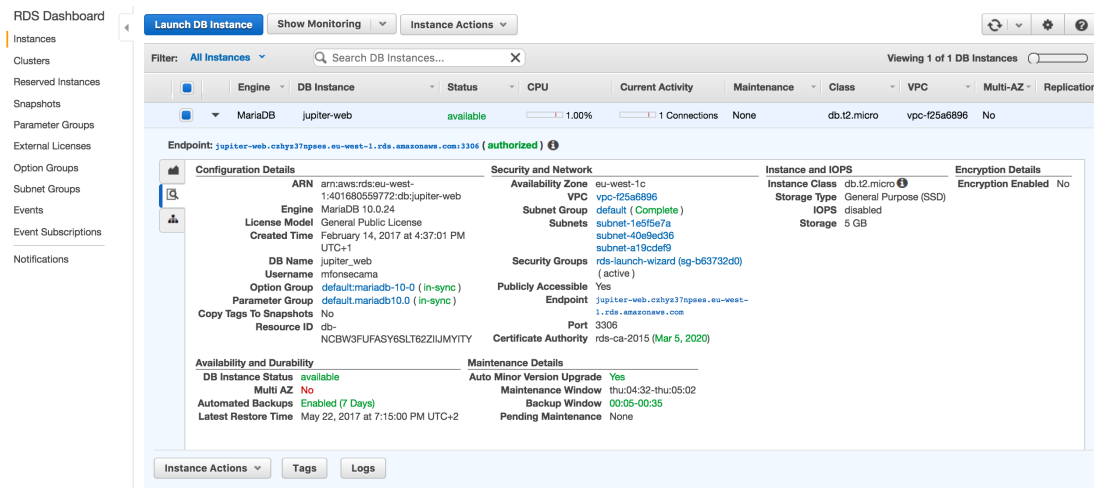 RDS Dashboard
Instances
Clusters
Reserved Instances
Snapshots
Parameter Groups
External Licenses
Option Groups
Subnet Groups
Events
Event Subscriptions
Notifications
Launch DB Instance Show Monitoring Instance Actions
Filter: All Instances Search DB Instances... Viewing 1 of 1 DB Instances
Engine DB Instance Status CPU Current Activity Maintenance Class VPC Multi-AZ Replication
MariaDB jupiter-web available 1.00% 1 Connections None db.t2.micro vpc-f25a6896 No
Endpoint: jupiter-web.czhyz37npses.eu-west-1.rds.amazonaws.com:3306 ( authorized )
Configuration Details
ARN arn:aws:rds:eu-west-
1:401680559772:db:jupiter-web
Engine MariaDB 10.0.24
License Model General Public License
Created Time February 14, 2017 at 4:37:01 PM
UTC+1
DB Name jupiter_web
Username mfonsecama
Option Group default:mariadb-10-0 ( in-sync )
Parameter Group default.mariadb10.0 ( in-sync )
Copy Tags To Snapshots No
Resource ID db-
NCBW3FUFASY6SLT62ZIIJMYITY
Security and Network
Availability Zone eu-west-1c
VPC vpc-f25a6896
Subnet Group default ( Complete )
Subnets subnet-1e5f5e7a
subnet-40e9ed36
subnet-a19cdef9
Security Groups rds-launch-wizard (sg-b63732d0)
( active )
Publicly Accessible Yes
Endpoint jupiter-web.czhyz37npses.eu-west-
1.rds.amazonaws.com
Port 3306
Certificate Authority rds-ca-2015 (Mar 5, 2020)
Instance and IOPS
Instance Class db.t2.micro
Storage Type General Purpose (SSD)
IOPS disabled
Storage 5 GB
Encryption Details
Encryption Enabled No
Availability and Durability
DB Instance Status available
Multi AZ No
Automated Backups Enabled (7 Days)
Latest Restore Time May 22, 2017 at 7:15:00 PM UTC+2
Maintenance Details
Auto Minor Version Upgrade Yes
Maintenance Window thu:04:32-thu:05:02
Backup Window 00:05-00:35
Pending Maintenance None
Instance Actions Tags Logs